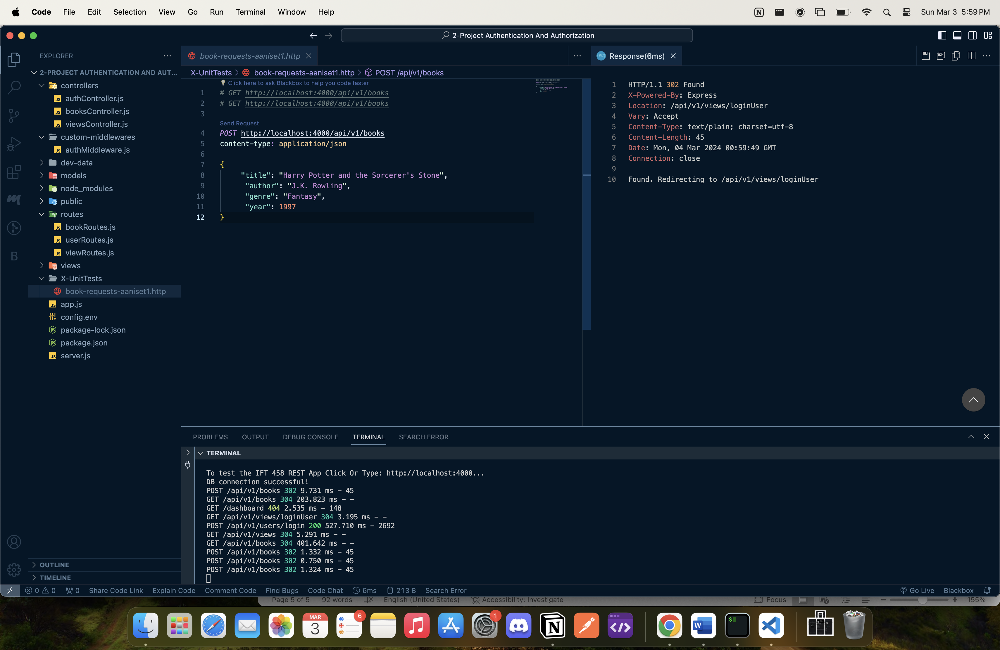 Code File Edit Selection View Go Run Terminal Window Help Sun Mar 3 5:59 PM
2-Project Authentication And Authorization
EXPLORER
2-PROJECT AUTHENTICATION AND AUT...
controllers
authController.js
booksController.js
viewsController.js
custom-middlewares
authMiddleware.js
dev-data
models
node_modules
public
routes
bookRoutes.js
userRoutes.js
viewRoutes.js
views
X-UnitTests
book-requests-aaniset1.http
app.js
config.env
package-lock.json
package.json
server.js
OUTLINE
TIMELINE
book-requests-aaniset1.http
X-UnitTests > book-requests-aaniset1.http > POST /api/v1/books
Click here to ask Blackbox to help you code faster
1 # GET http://localhost:4000/api/v1/books
2 # GET http://localhost:4000/api/v1/books
3
Send Request
4 POST http://localhost:4000/api/v1/books
5 content-type: application/json
6
7 {
8 "title": "Harry Potter and the Sorcerer's Stone",
9 "author": "J.K. Rowling",
10 "genre": "Fantasy",
11 "year": 1997
12 }
Response(6ms)
1 HTTP/1.1 302 Found
2 X-Powered-By: Express
3 Location: /api/v1/views/loginUser
4 Vary: Accept
5 Content-Type: text/plain; charset=utf-8
6 Content-Length: 45
7 Date: Mon, 04 Mar 2024 00:59:49 GMT
8 Connection: close
9
10 Found. Redirecting to /api/v1/views/loginUser
PROBLEMS OUTPUT DEBUG CONSOLE TERMINAL SEARCH ERROR
TERMINAL
To test the IFT 458 REST App Click Or Type: http://localhost:4000...
DB connection successful!
POST /api/v1/books 302 9.731 ms - 45
GET /api/v1/books 304 203.823 ms - -
GET /dashboard 404 2.535 ms - 148
GET /api/v1/views/loginUser 304 3.195 ms - -
POST /api/v1/users/login 200 527.710 ms - 2692
GET /api/v1/views 304 5.291 ms - -
GET /api/v1/books 304 401.642 ms - -
POST /api/v1/books 302 1.332 ms - 45
POST /api/v1/books 302 0.750 ms - 45
POST /api/v1/books 302 1.324 ms - 45
0 0 0 Share Code Link Explain Code Comment Code Find Bugs Code Chat 6ms 213 B Search Error Go Live Blackbox
Page 5 of 5 92 words English (United States) Accessibility: Investigate Focus 155%
MAR
3
6
1